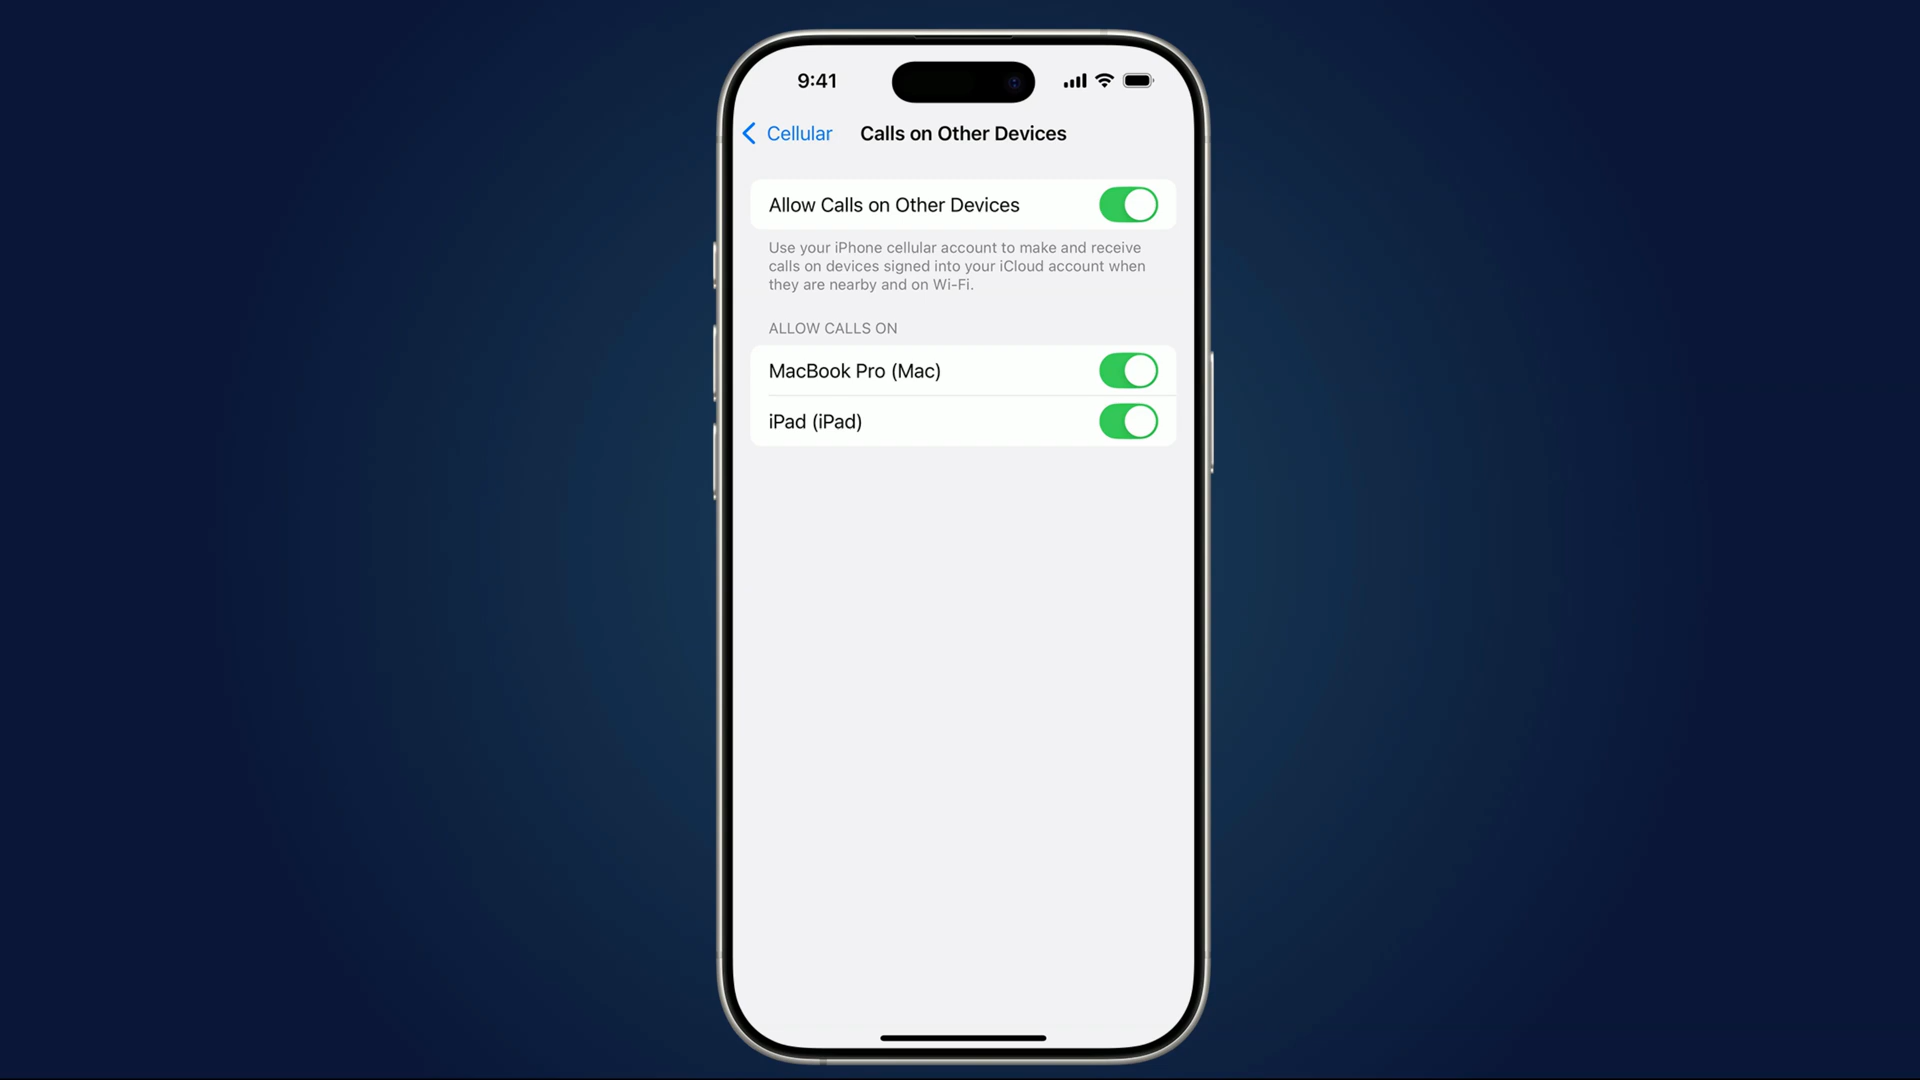 9:41
Cellular
Calls on Other Devices
Allow Calls on Other Devices
Use your iPhone cellular account to make and receive
calls on devices signed into your iCloud account when
they are nearby and on Wi-Fi.
ALLOW CALLS ON
MacBook Pro (Mac)
iPad (iPad)